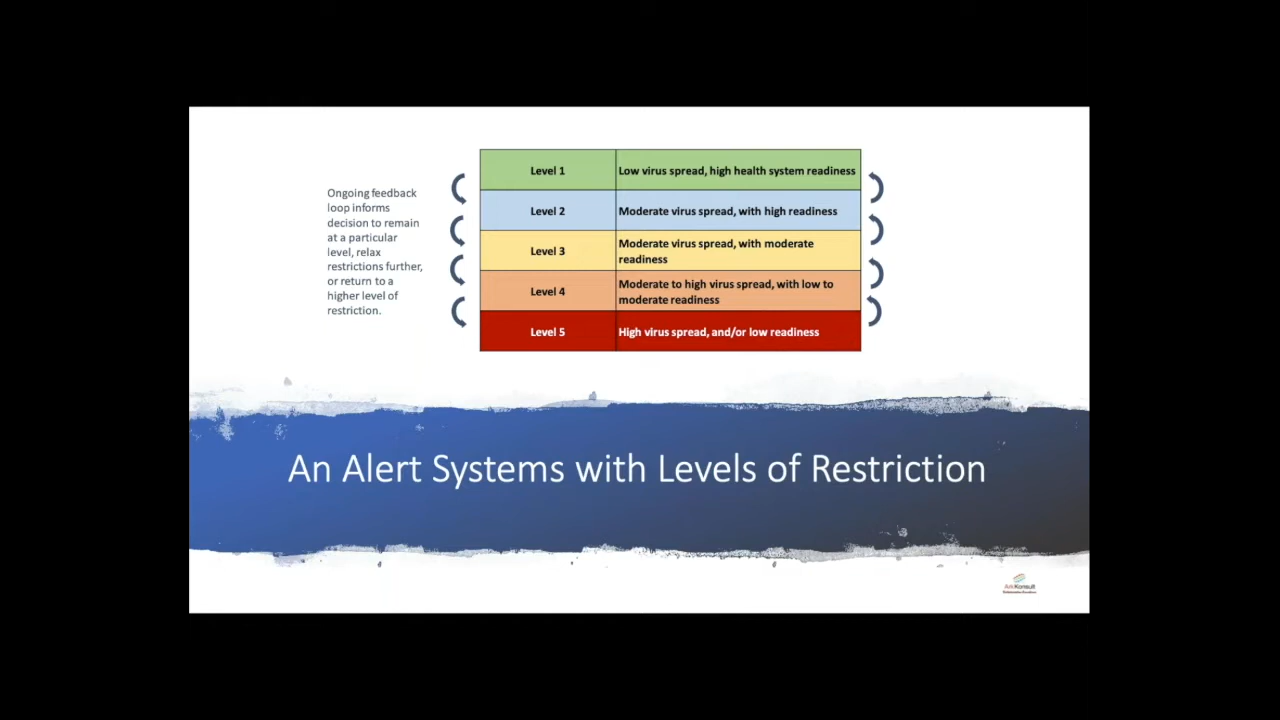 Ongoing feedback
loop informs
decision to remain
at a particular
level, relax
restrictions further,
or return to a
higher level of
restriction.
Level 1 Low virus spread, high health system readiness
Level 2 Moderate virus spread, with high readiness
Level 3 Moderate virus spread, with moderate
readiness
Level 4 Moderate to high virus spread, with low to
moderate readiness
Level 5 High virus spread, and/or low readiness
An Alert Systems with Levels of Restriction